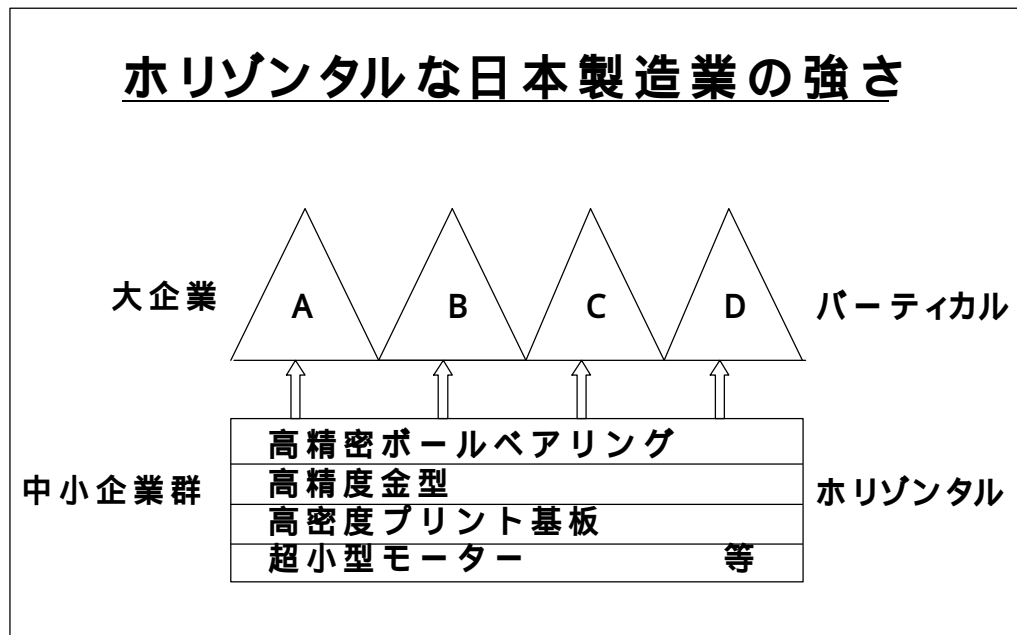 ホリゾンタルな日本製造業の強さ
大企業 A B C D バーティカル
高精密ボールベアリング
中小企業群 高精度金型 ホリゾンタル
高密度プリント基板
超小型モーター 等